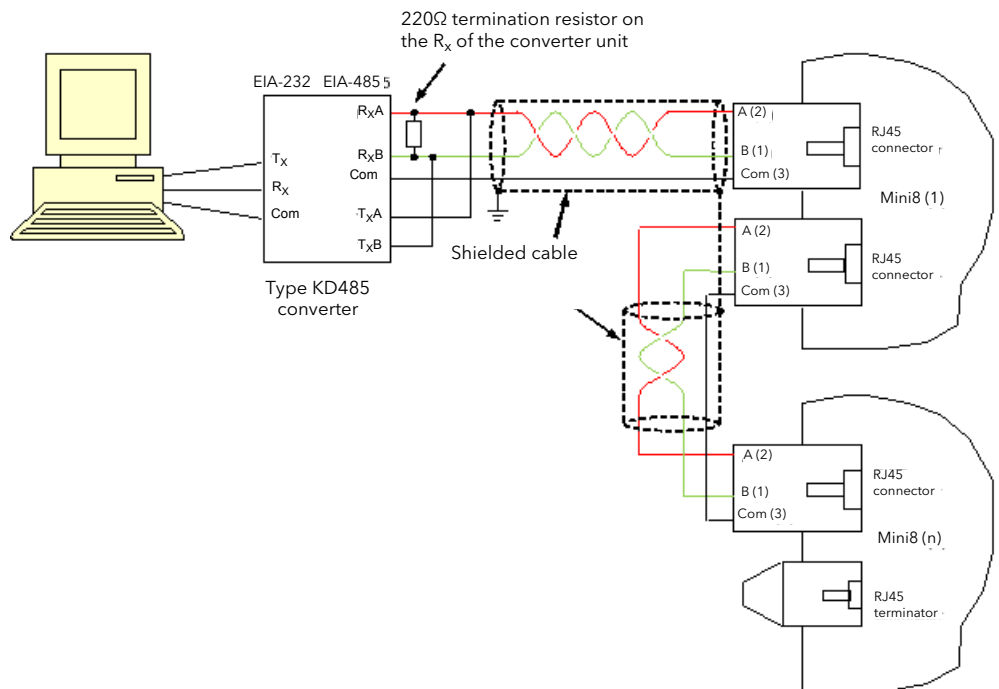 220Ω termination resistor on
the Rx of the converter unit
EIA-232 EIA-485 5
RxA
RxB
Com
TxA
TxB
Tx
Rx
Com
Type KD485
converter
Shielded cable
A (2)
B (1)
Com (3)
RJ45
connector
Mini8 (1)
A (2)
B (1)
Com (3)
RJ45
connector
A (2)
B (1)
Com (3)
RJ45
connector
Mini8 (n)
RJ45
terminator